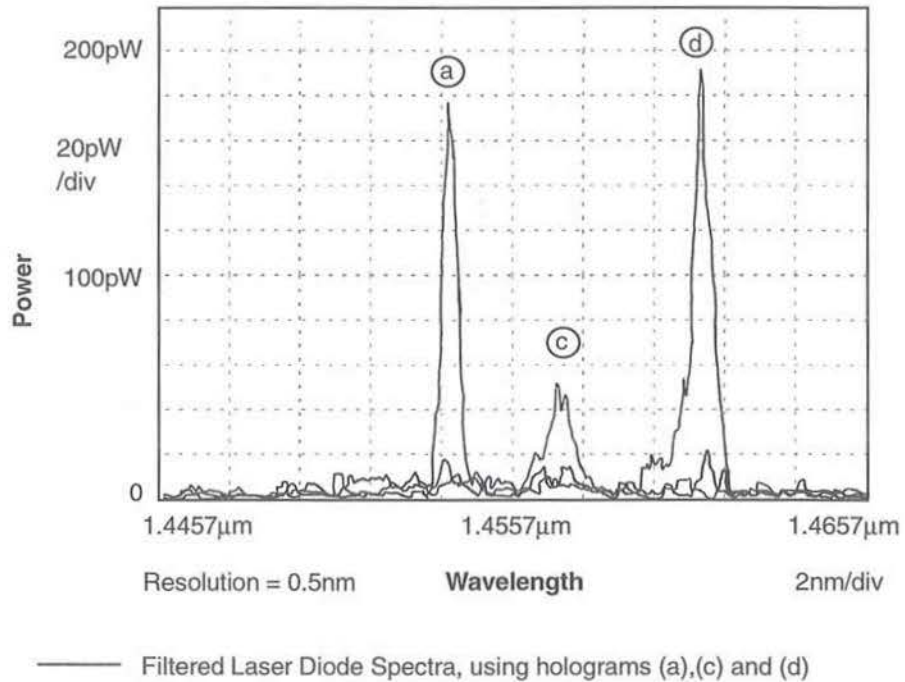 200pW
a
d
20pW
/div
Power
100pW
c
0
1.4457μm
1.4557μm
1.4657μm
Resolution = 0.5nm
Wavelength
2nm/div
Filtered Laser Diode Spectra, using holograms (a),(c) and (d)